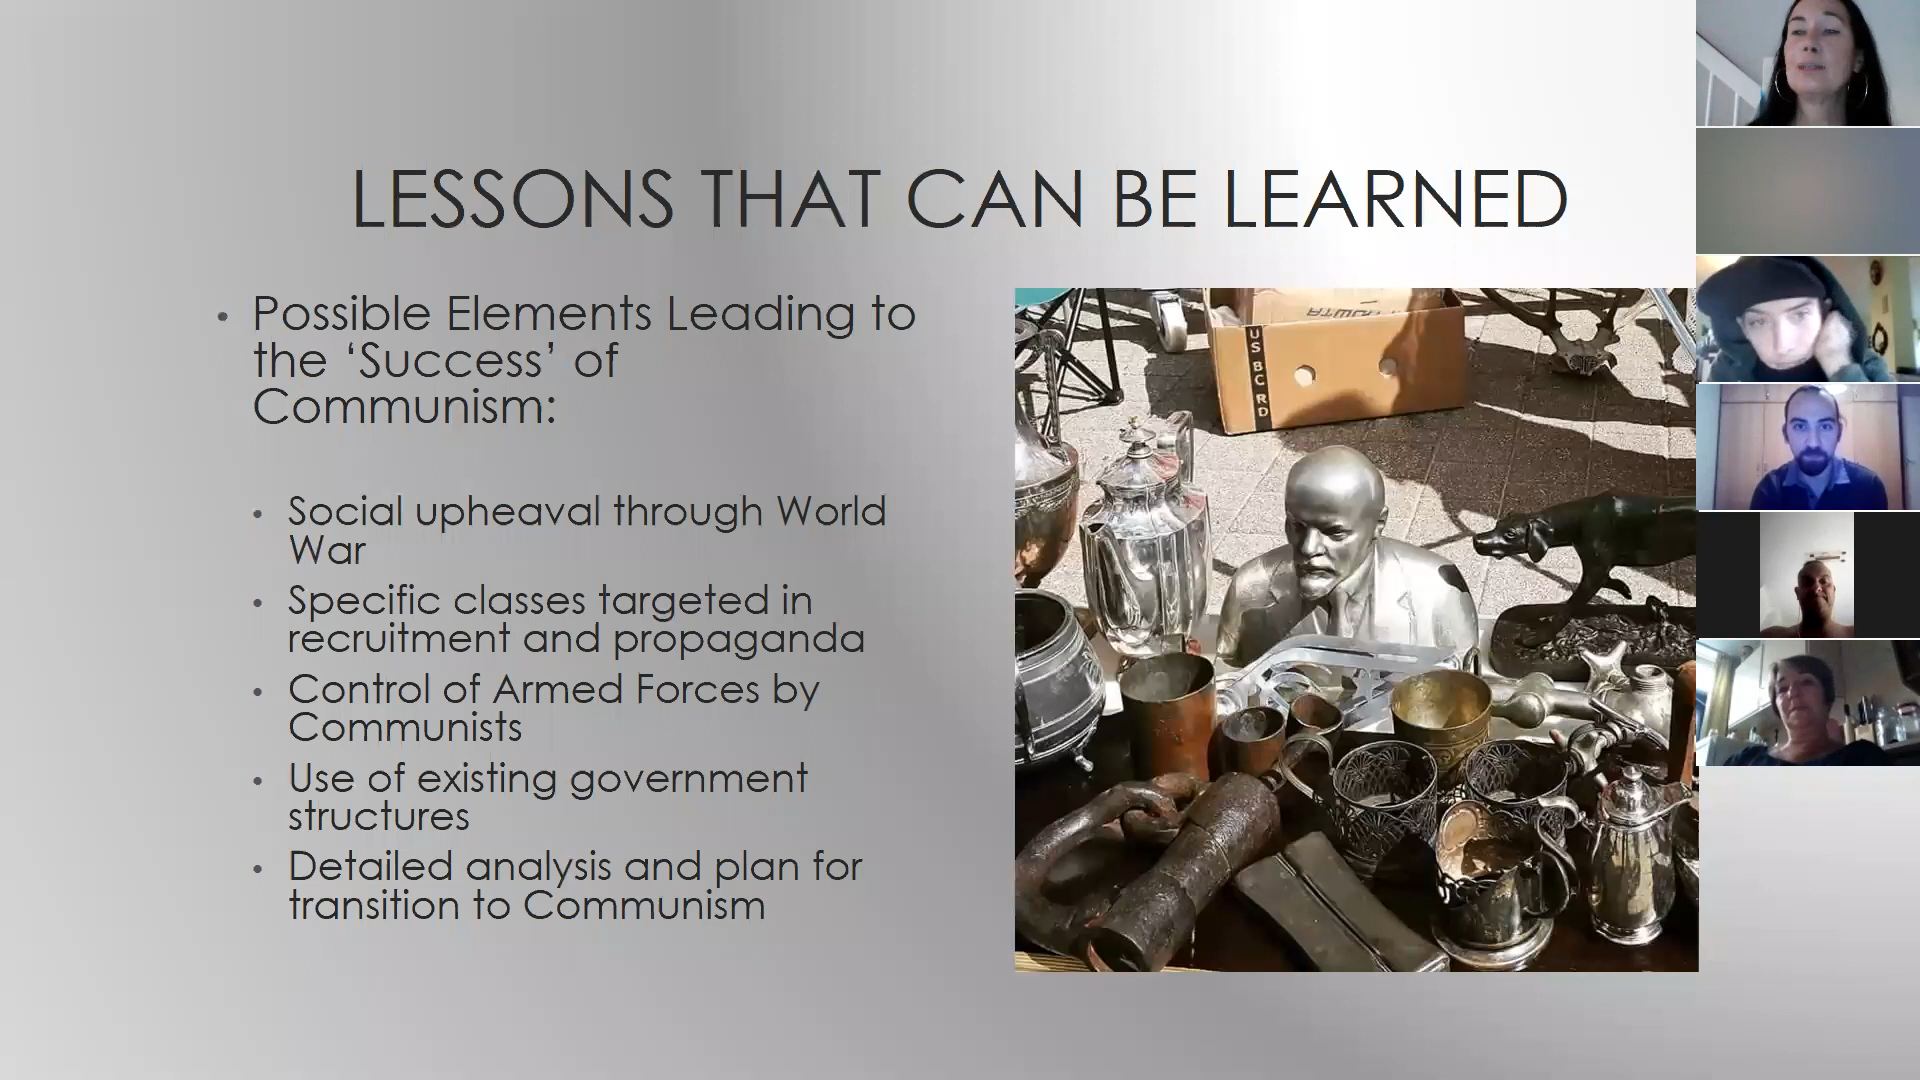 LESSONS THAT CAN BE LEARNED
• Possible Elements Leading to
the ‘Success’ of
Communism:
• Social upheaval through World
War
• Specific classes targeted in
recruitment and propaganda
• Control of Armed Forces by
Communists
• Use of existing government
structures
• Detailed analysis and plan for
transition to Communism
US BC RD